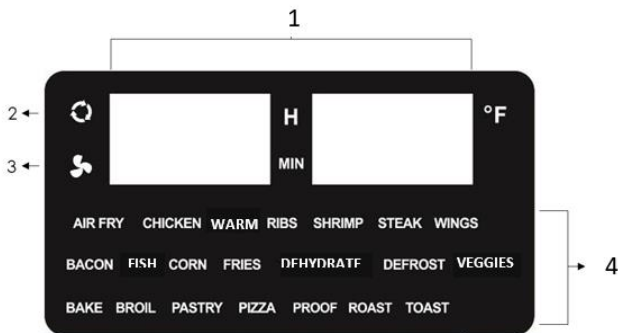 1
2 H °F
3 MIN
AIR FRY CHICKEN WARM RIBS SHRIMP STEAK WINGS
BACON FISH CORN FRIES DEHYDRATE DEFROST VEGGIES 4
BAKE BROIL PASTRY PIZZA PROOF ROAST TOAST